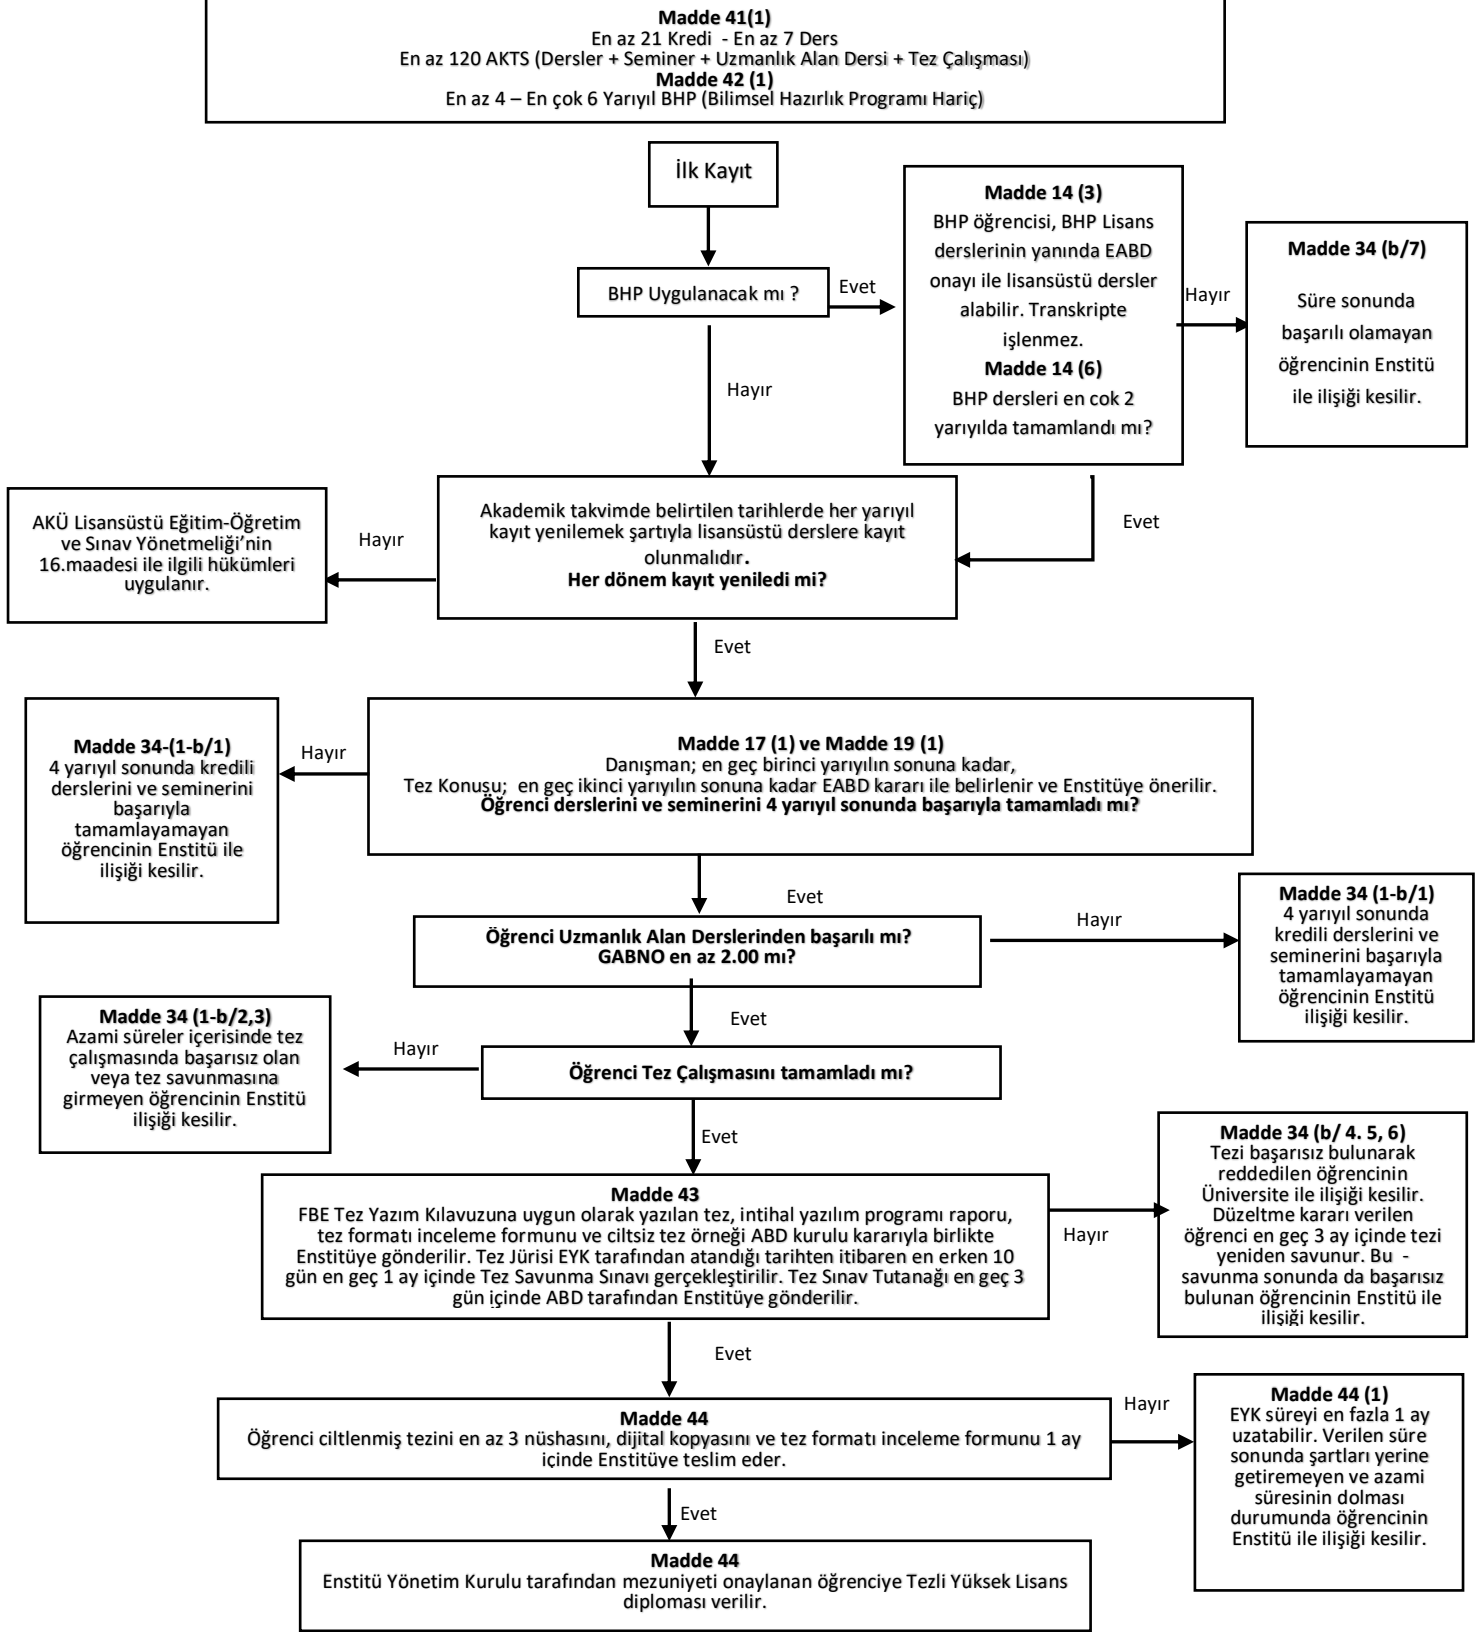 Madde 41(1)
En az 21 Kredi - En az 7 Ders
En az 120 AKTS (Dersler + Seminer + Uzmanlık Alan Dersi + Tez Çalışması)
Madde 42 (1)
En az 4 – En çok 6 Yarıyıl BHP (Bilimsel Hazırlık Programı Hariç)
İlk Kayıt
BHP Uygulanacak mı ?
Evet
Madde 14 (3)
BHP öğrencisi, BHP Lisans
derslerinin yanında EABD
onayı ile lisansüstü dersler
alabilir. Transkripte
işlenmez.
Madde 14 (6)
BHP dersleri en cok 2
yarıyılda tamamlandı mı?
Hayır
Madde 34 (b/7)
Süre sonunda
başarılı olamayan
öğrencinin Enstitü
ile ilişiği kesilir.
Hayır
Evet
Akademik takvimde belirtilen tarihlerde her yarıyıl
kayıt yenilemek şartıyla lisansüstü derslere kayıt
olunmalıdır.
Her dönem kayıt yeniledi mi?
Hayır
AKÜ Lisansüstü Eğitim-Öğretim
ve Sınav Yönetmeliği’nin
16.maadesi ile ilgili hükümleri
uygulanır.
Evet
Madde 17 (1) ve Madde 19 (1)
Danışman; en geç birinci yarıyılın sonuna kadar,
Tez Konusu; en geç ikinci yarıyılın sonuna kadar EABD kararı ile belirlenir ve Enstitüye önerilir.
Öğrenci derslerini ve seminerini 4 yarıyıl sonunda başarıyla tamamladı mı?
Hayır
Madde 34-(1-b/1)
4 yarıyıl sonunda kredili
derslerini ve seminerini
başarıyla
tamamlayamayan
öğrencinin Enstitü ile
ilişiği kesilir.
Evet
Öğrenci Uzmanlık Alan Derslerinden başarılı mı?
GABNO en az 2.00 mı?
Hayır
Madde 34 (1-b/1)
4 yarıyıl sonunda
kredili derslerini ve
seminerini başarıyla
tamamlayamayan
öğrencinin Enstitü
ilişiği kesilir.
Evet
Öğrenci Tez Çalışmasını tamamladı mı?
Hayır
Madde 34 (1-b/2,3)
Azami süreler içerisinde tez
çalışmasında başarısız olan
veya tez savunmasına
girmeyen öğrencinin Enstitü
ilişiği kesilir.
Evet
Madde 43
FBE Tez Yazım Kılavuzuna uygun olarak yazılan tez, intihal yazılım programı raporu,
tez formatı inceleme formunu ve ciltsiz tez örneği ABD kurulu kararıyla birlikte
Enstitüye gönderilir. Tez Jürisi EYK tarafından atandığı tarihten itibaren en erken 10
gün en geç 1 ay içinde Tez Savunma Sınavı gerçekleştirilir. Tez Sınav Tutanağı en geç 3
gün içinde ABD tarafından Enstitüye gönderilir.
Hayır
Madde 34 (b/ 4. 5, 6)
Tezi başarısız bulunarak
reddedilen öğrencinin
Üniversite ile ilişiği kesilir.
Düzeltme kararı verilen
öğrenci en geç 3 ay içinde tezi
yeniden savunur. Bu -
savunma sonunda da başarısız
bulunan öğrencinin Enstitü ile
ilişiği kesilir.
Evet
Madde 44
Öğrenci ciltlenmiş tezini en az 3 nüshasını, dijital kopyasını ve tez formatı inceleme formunu 1 ay
içinde Enstitüye teslim eder.
Hayır
Madde 44 (1)
EYK süreyi en fazla 1 ay
uzatabilir. Verilen süre
sonunda şartları yerine
getiremeyen ve azami
süresinin dolması
durumunda öğrencinin
Enstitü ile ilişiği kesilir.
Evet
Madde 44
Enstitü Yönetim Kurulu tarafından mezuniyeti onaylanan öğrenciye Tezli Yüksek Lisans
diploması verilir.